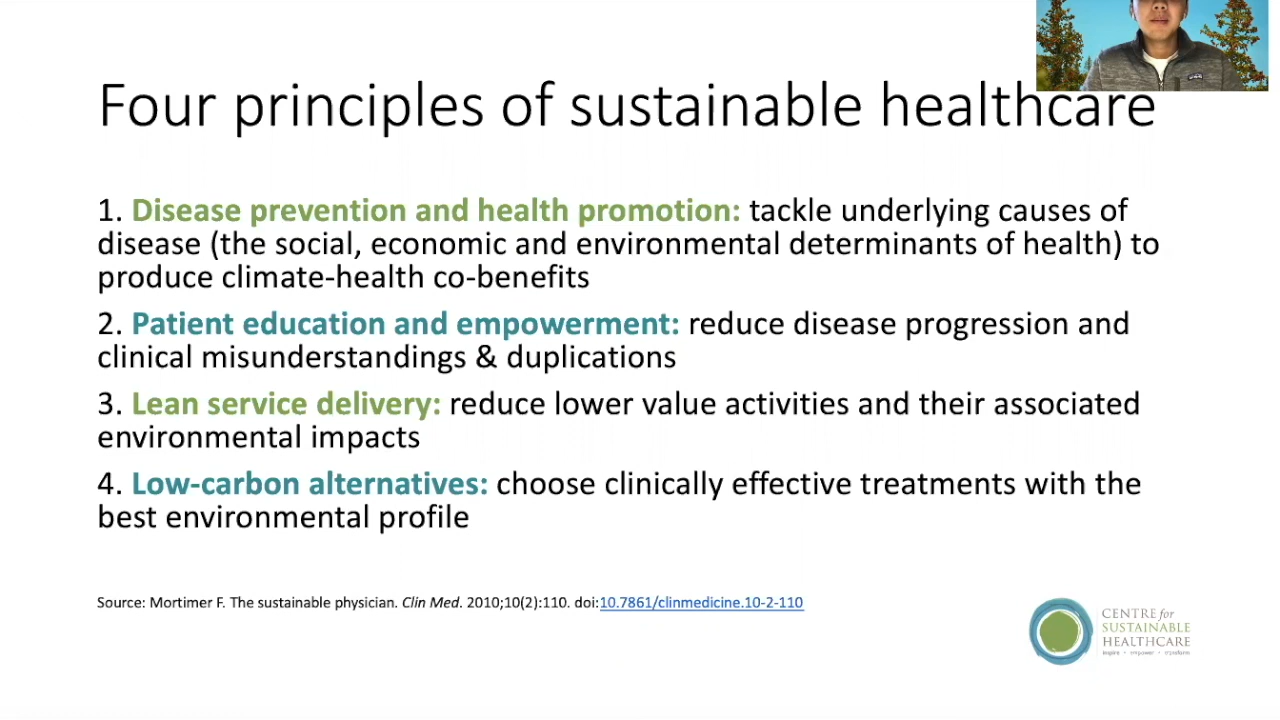 Four principles of sustainable healthcare
1. Disease prevention and health promotion: tackle underlying causes of
disease (the social, economic and environmental determinants of health) to
produce climate-health co-benefits
2. Patient education and empowerment: reduce disease progression and
clinical misunderstandings & duplications
3. Lean service delivery: reduce lower value activities and their associated
environmental impacts
4. Low-carbon alternatives: choose clinically effective treatments with the
best environmental profile
Source: Mortimer F. The sustainable physician. Clin Med. 2010;10(2):110. doi:10.7861/clinmedicine.10-2-110
CENTRE for
SUSTAINABLE
HEALTHCARE
inspire • empower • transform